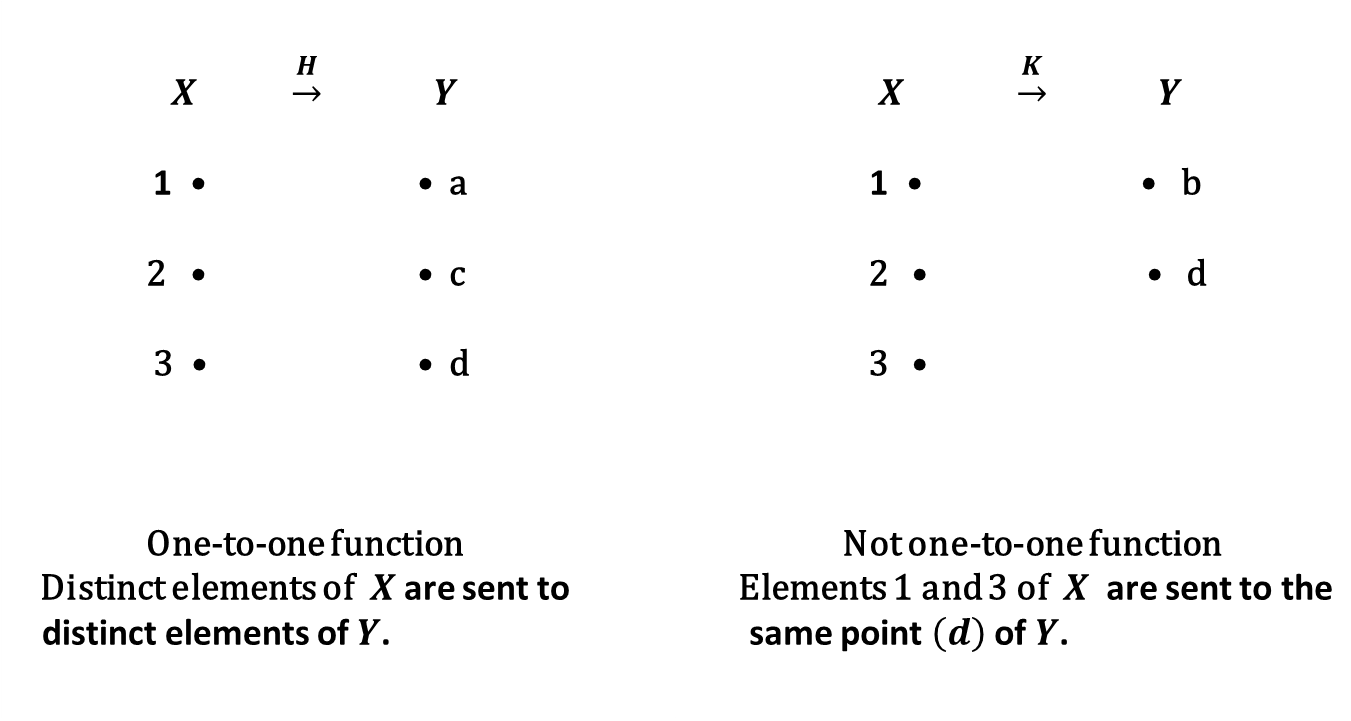 X H → Y
1 • • a
2 • • c
3 • • d
One-to-one function
Distinct elements of X are sent to
distinct elements of Y.
X K → Y
1 • • b
2 • • d
3 •
Not one-to-one function
Elements 1 and 3 of X are sent to the
same point (d) of Y.